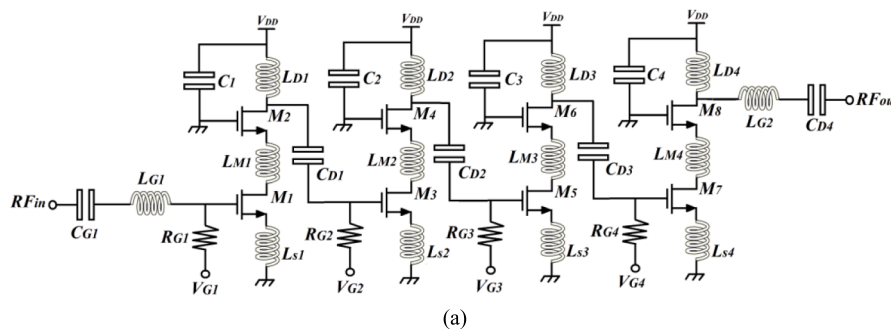 VDD VDD VDD VDD
C1 LD1 C2 LD2 C3 LD3 C4 LD4
M2 M4 M6 M8
LG2 CD4 RFou
LM1 CD1 LM2 CD2 LM3 CD3 LM4
LG1 M1 M3 M5 M7
RFin
CG1 RG1 Ls1 RG2 Ls2 RG3 Ls3 RG4 Ls4
VG1 VG2 VG3 VG4
(a)